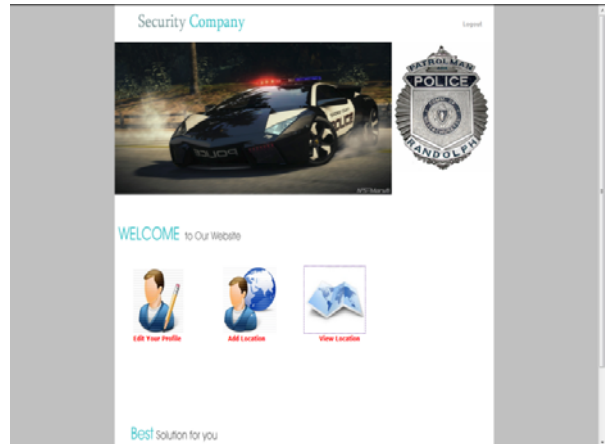 Security Company
Logout
PATROLMAN
POLICE
RANDOLPH
POLICE
WELCOME to Our Website
Edit Your Profile
Add Location
View Location
Best Solution for you